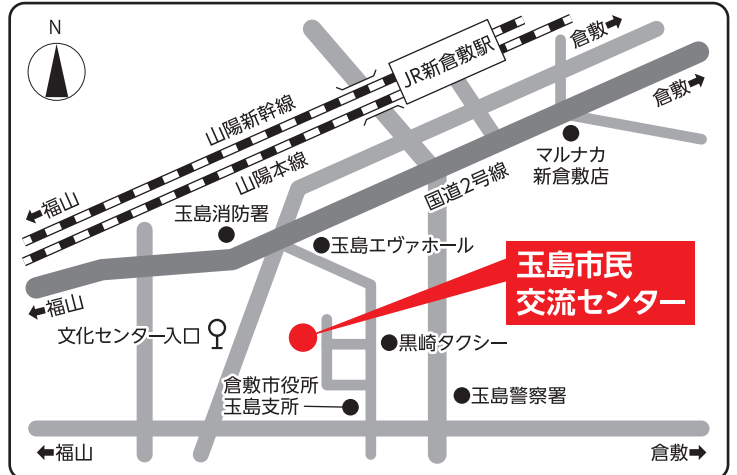 N
JR新倉敷駅
倉敷
山陽新幹線
倉敷
山陽本線
マルナカ
新倉敷店
国道2号線
福山
玉島消防署
玉島エヴァホール
玉島市民
交流センター
福山
文化センター入口
黒崎タクシー
倉敷市役所
玉島支所
玉島警察署
福山
倉敷